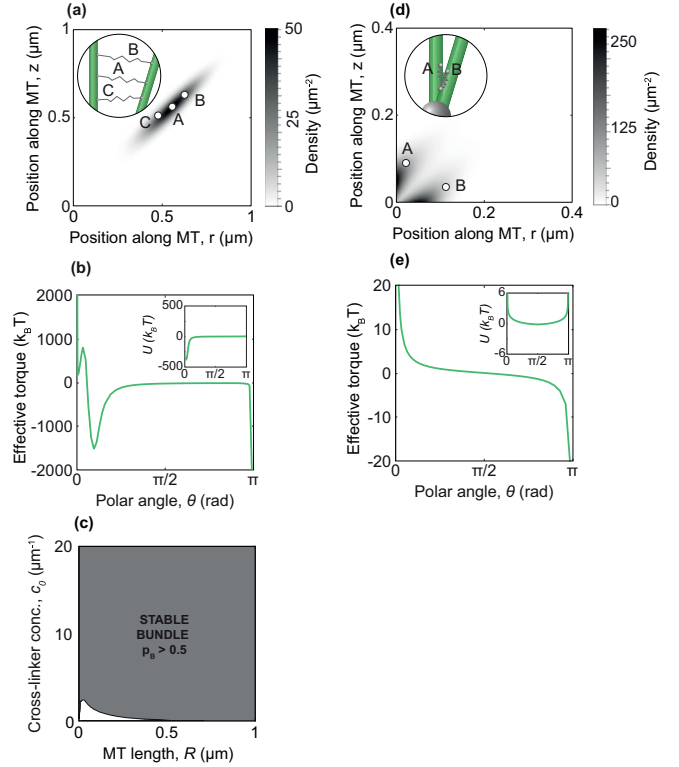 (a)
1
Position along MT, z (µm)
0.5
0
0
0.5
1
Position along MT, r (µm)
B
A
C
B
A
C
50
25
0
Density (µm⁻²)
(d)
0.4
Position along MT, z (µm)
0.2
0
0
0.2
0.4
Position along MT, r (µm)
A
B
A
B
250
125
0
Density (µm⁻²)
(b)
2000
1000
0
-1000
-2000
Effective torque (k_BT)
0
π/2
π
Polar angle, θ (rad)
500
0
-500
U (k_BT)
0
π/2
π
(e)
20
10
0
-10
-20
Effective torque (k_BT)
0
π/2
π
Polar angle, θ (rad)
6
0
-6
U (k_BT)
0
π/2
π
(c)
20
10
0
Cross-linker conc., c₀ (µm⁻¹)
STABLE
BUNDLE
p_B > 0.5
0
0.5
1
MT length, R (µm)